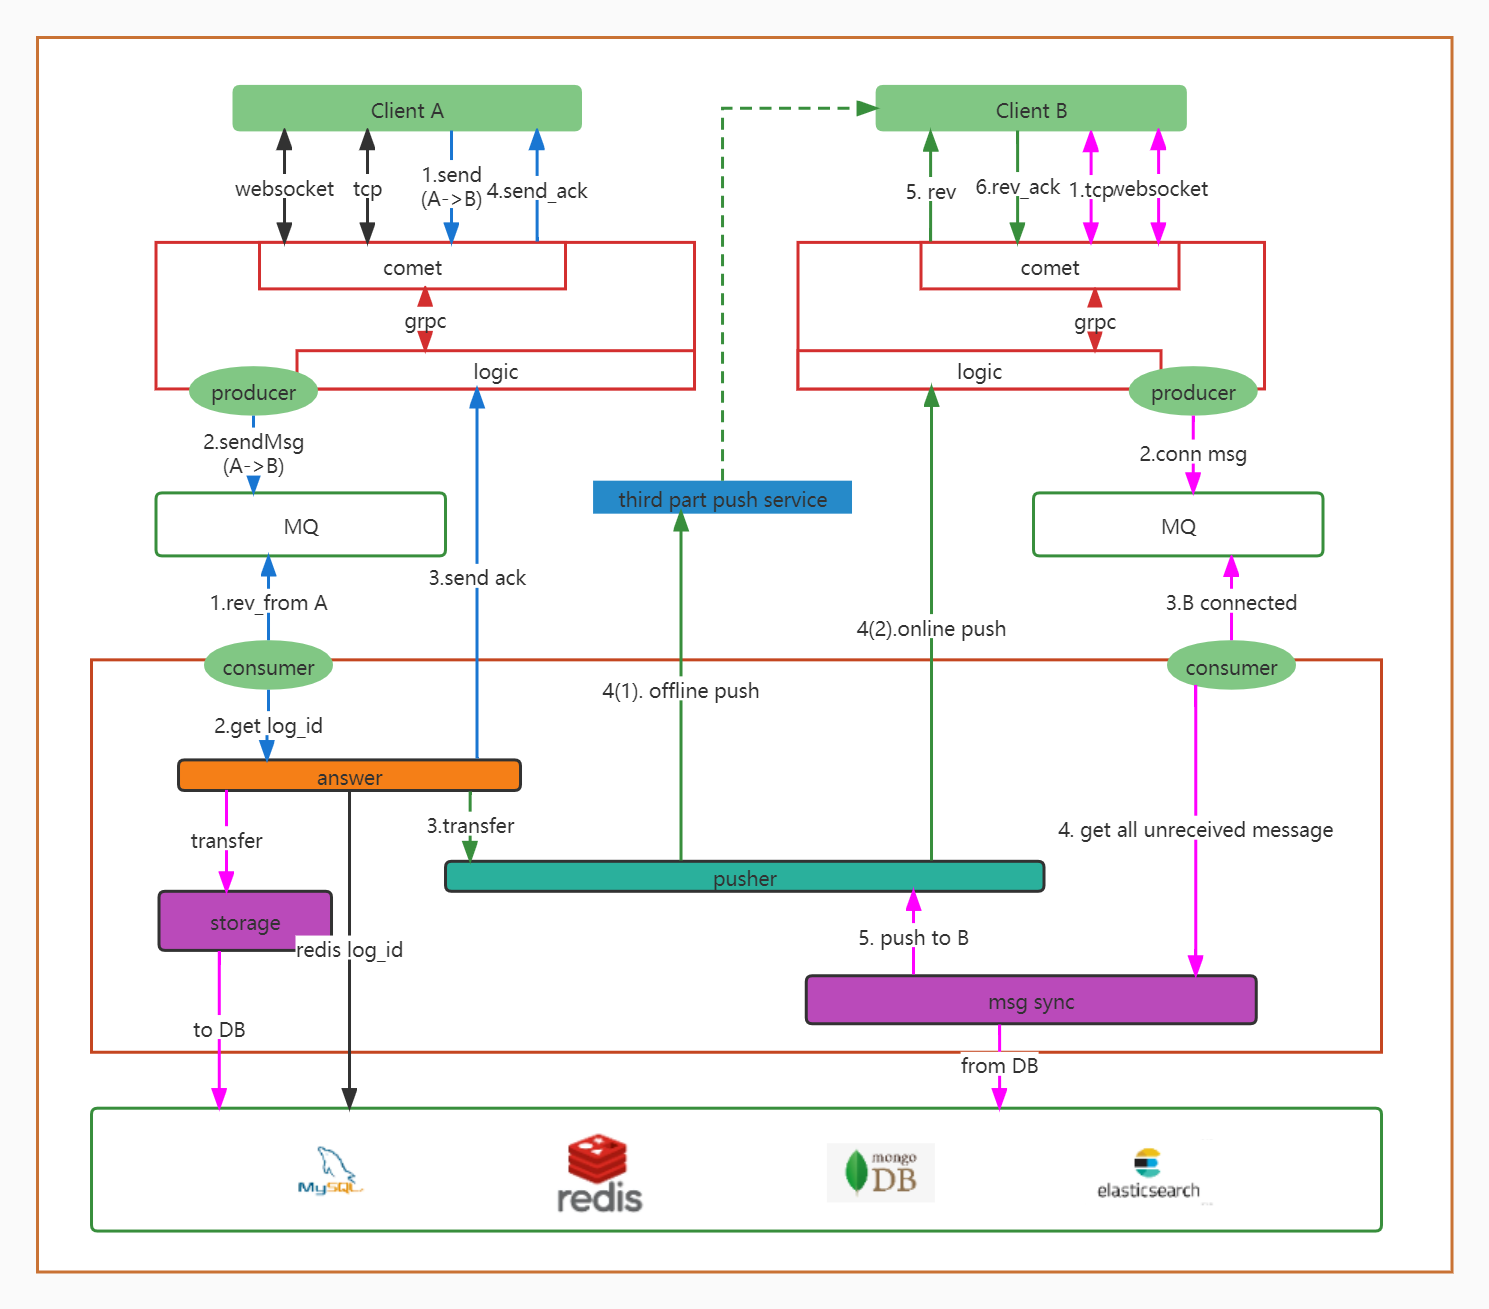 Client A
Client B
websocket
tcp
1.send
(A->B)
4.send_ack
5. rev
6.rev_ack
1.tcp
websocket
comet
comet
grpc
grpc
logic
logic
producer
producer
2.sendMsg
(A->B)
2.conn msg
third part push service
MQ
MQ
3.send ack
1.rev_from A
3.B connected
4(2).online push
consumer
consumer
4(1). offline push
2.get log_id
answer
3.transfer
transfer
4. get all unreceived message
pusher
storage
redis log_id
5. push to B
msg sync
to DB
from DB
MySQL
redis
mongo
DB
elasticsearch